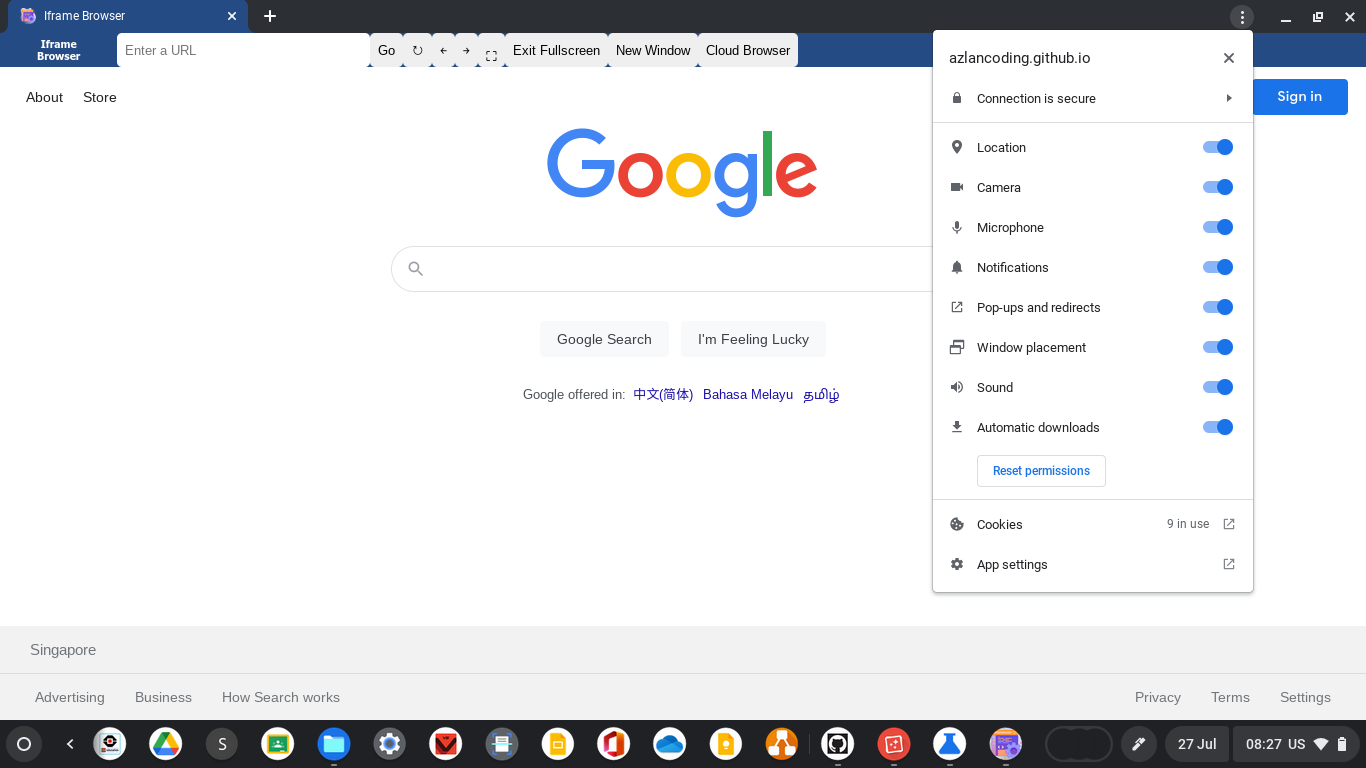 Iframe Browser
Iframe
Browser
Enter a URL
Go
Exit Fullscreen
New Window
Cloud Browser
azlancoding.github.io
Connection is secure
About
Store
Sign in
Google
Location
Camera
Microphone
Notifications
Pop-ups and redirects
Window placement
Sound
Automatic downloads
Reset permissions
Cookies
9 in use
App settings
Google Search
I'm Feeling Lucky
Google offered in: 中文(简体) Bahasa Melayu தமிழ்
Singapore
Advertising
Business
How Search works
Privacy
Terms
Settings
S
27 Jul
08:27 US